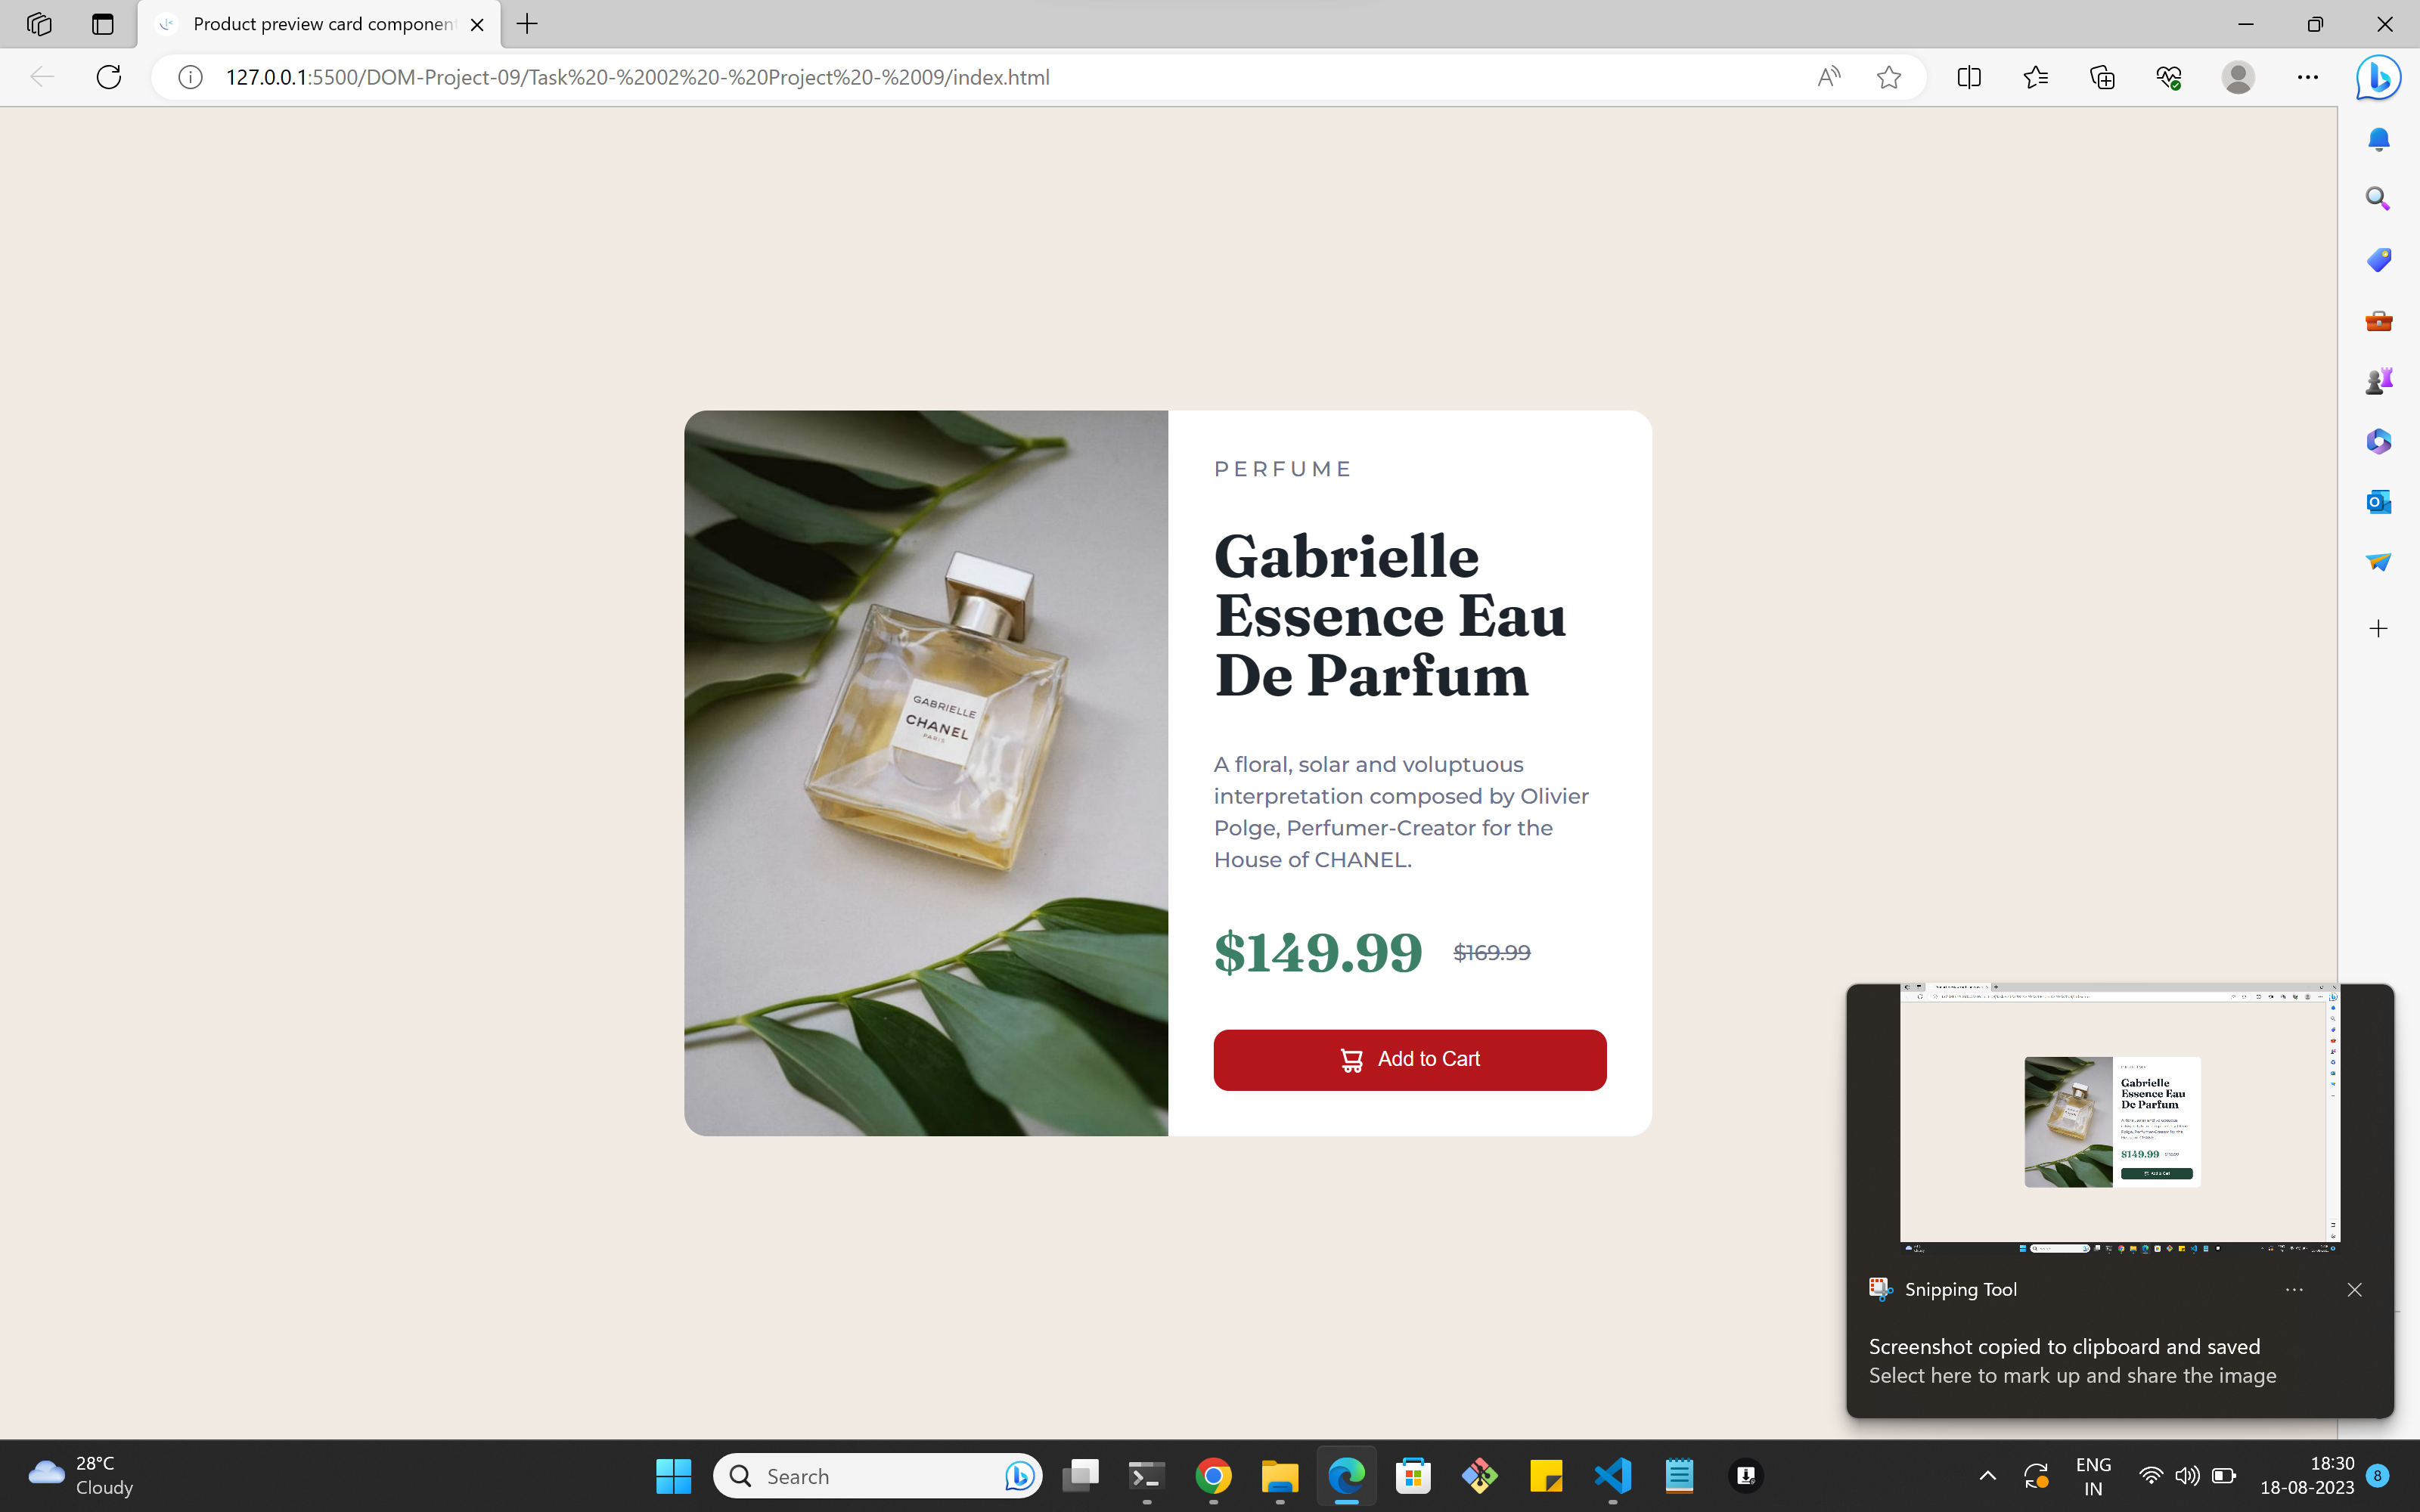 Product preview card component
127.0.0.1:5500/DOM-Project-09/Task%20-%2002%20-%20Project%20-%2009/index.html
PERFUME
Gabrielle
Essence Eau
De Parfum
A floral, solar and voluptuous
interpretation composed by Olivier
Polge, Perfumer-Creator for the
House of CHANEL.
$149.99 $169.99
Add to Cart
GABRIELLE
CHANEL
PARIS
Gabrielle
Essence Eau
De Parfum
$149.99
Add to Cart
Snipping Tool
Screenshot copied to clipboard and saved
Select here to mark up and share the image
28°C
Cloudy
Search
ENG
IN
18:30
18-08-2023
8